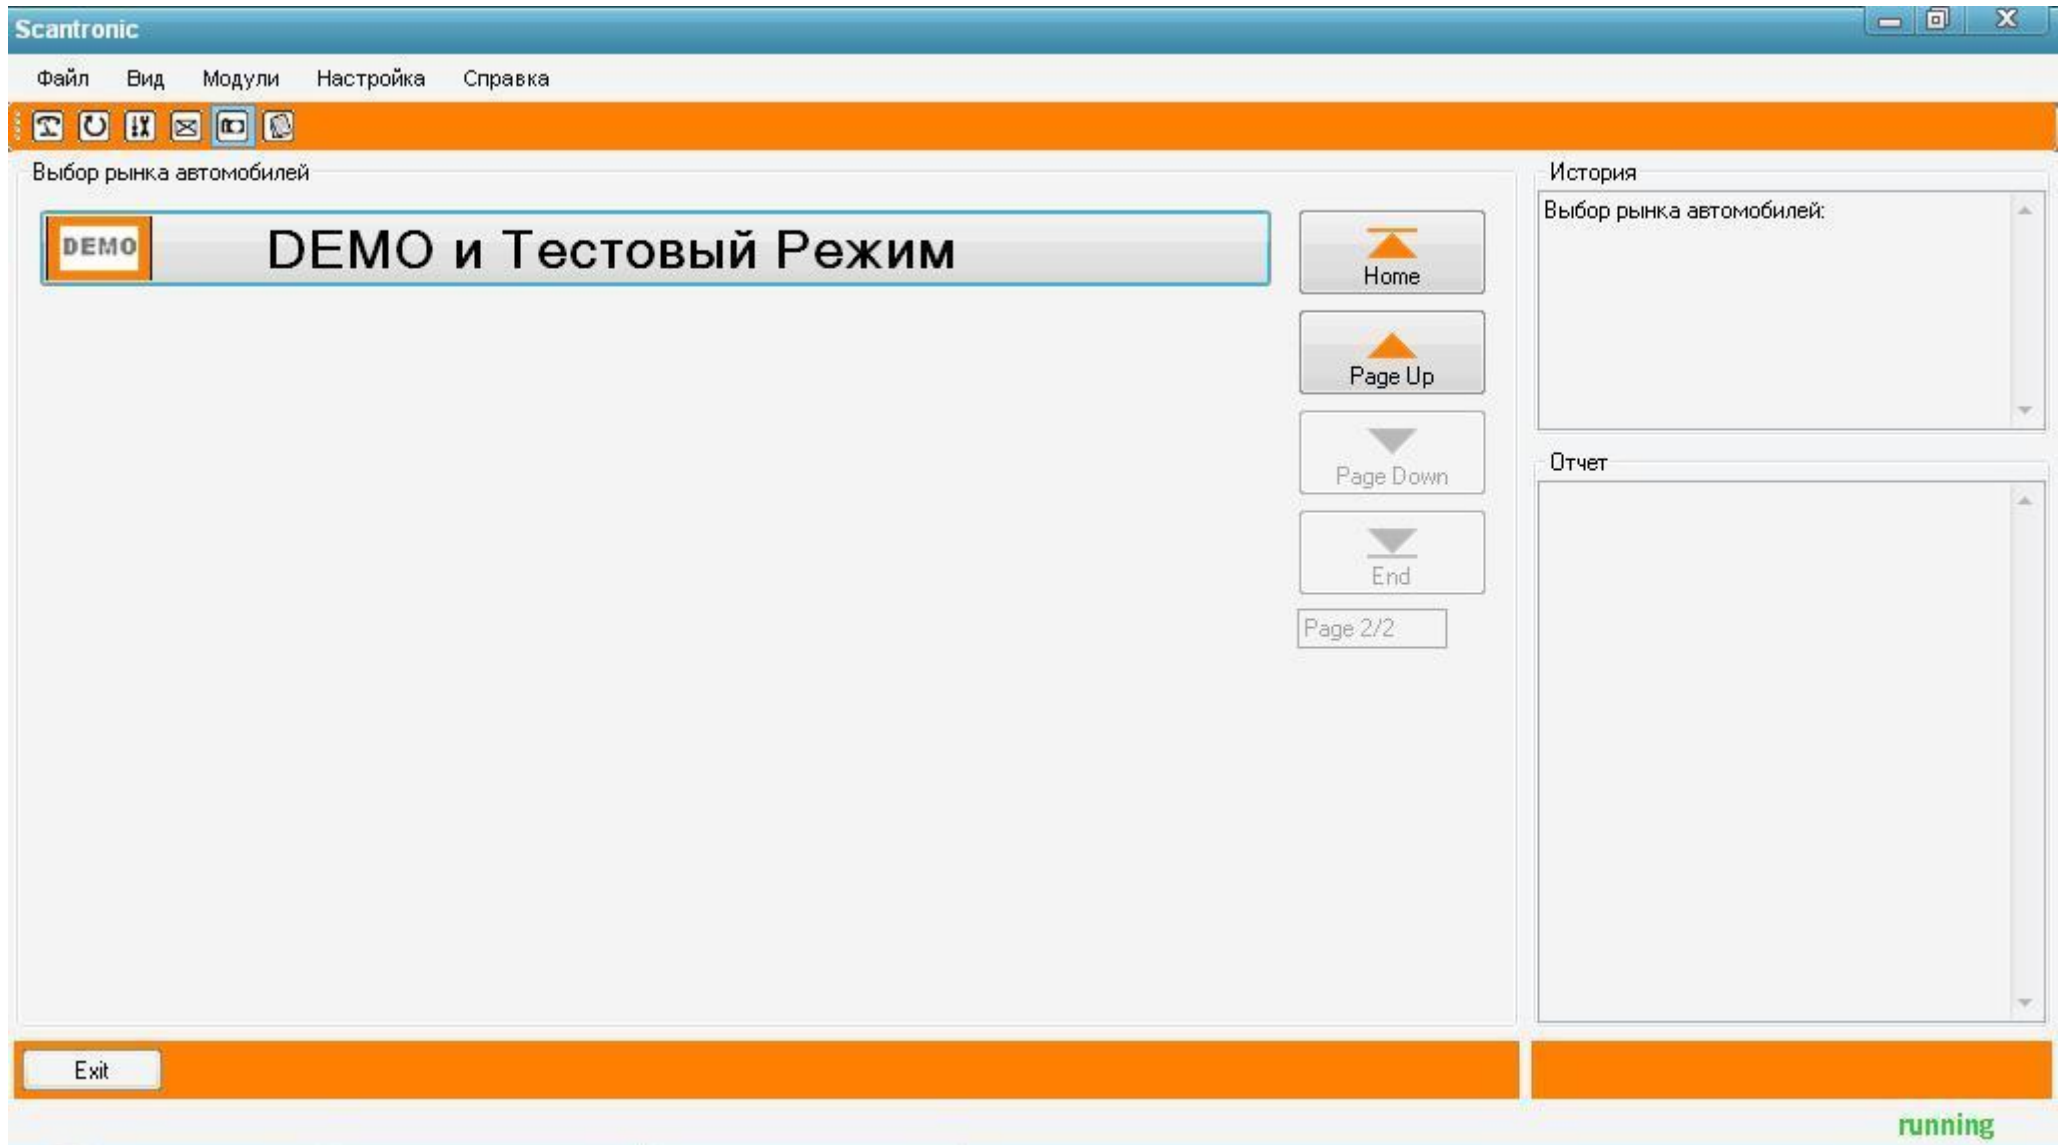 Scantronic
Файл Вид Модули Настройка Справка
Выбор рынка автомобилей
DEMO DEMO и Тестовый Режим
Home
Page Up
Page Down
End
Page 2/2
История
Выбор рынка автомобилей:
Отчет
Exit
running